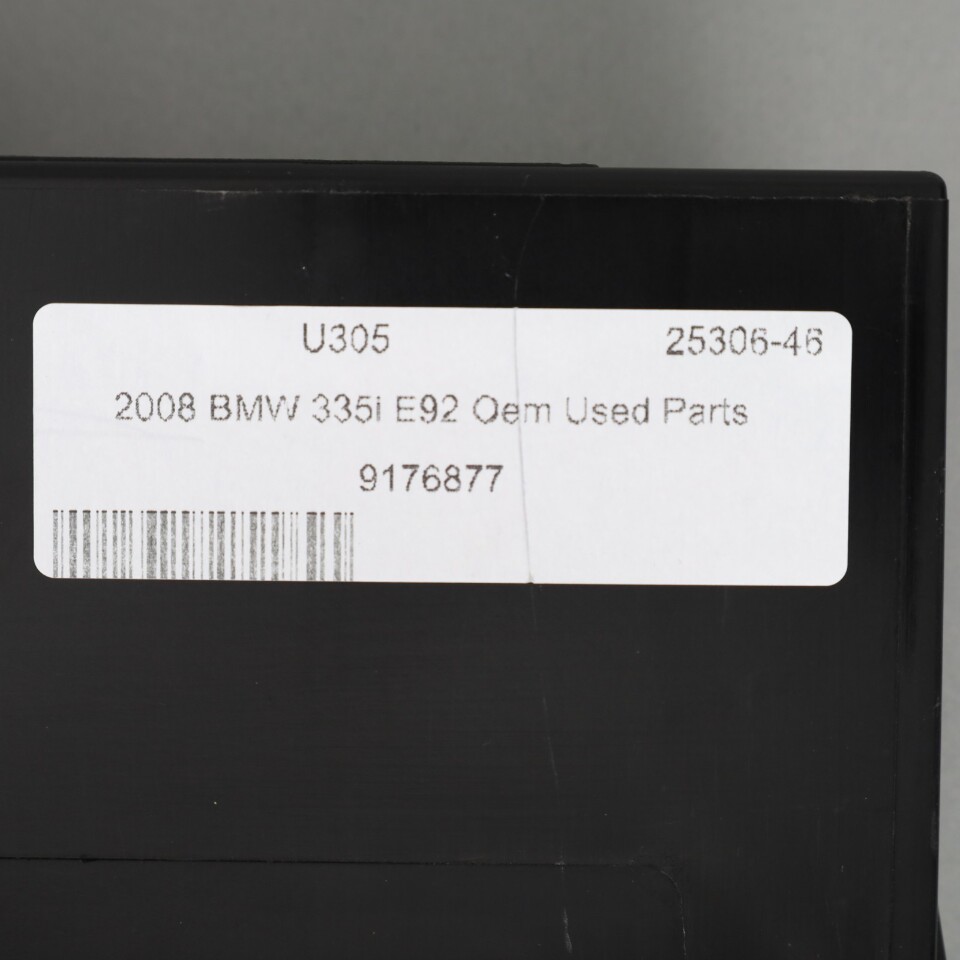 U305 25306-46
2008 BMW 335i E92 Oem Used Parts
9176877